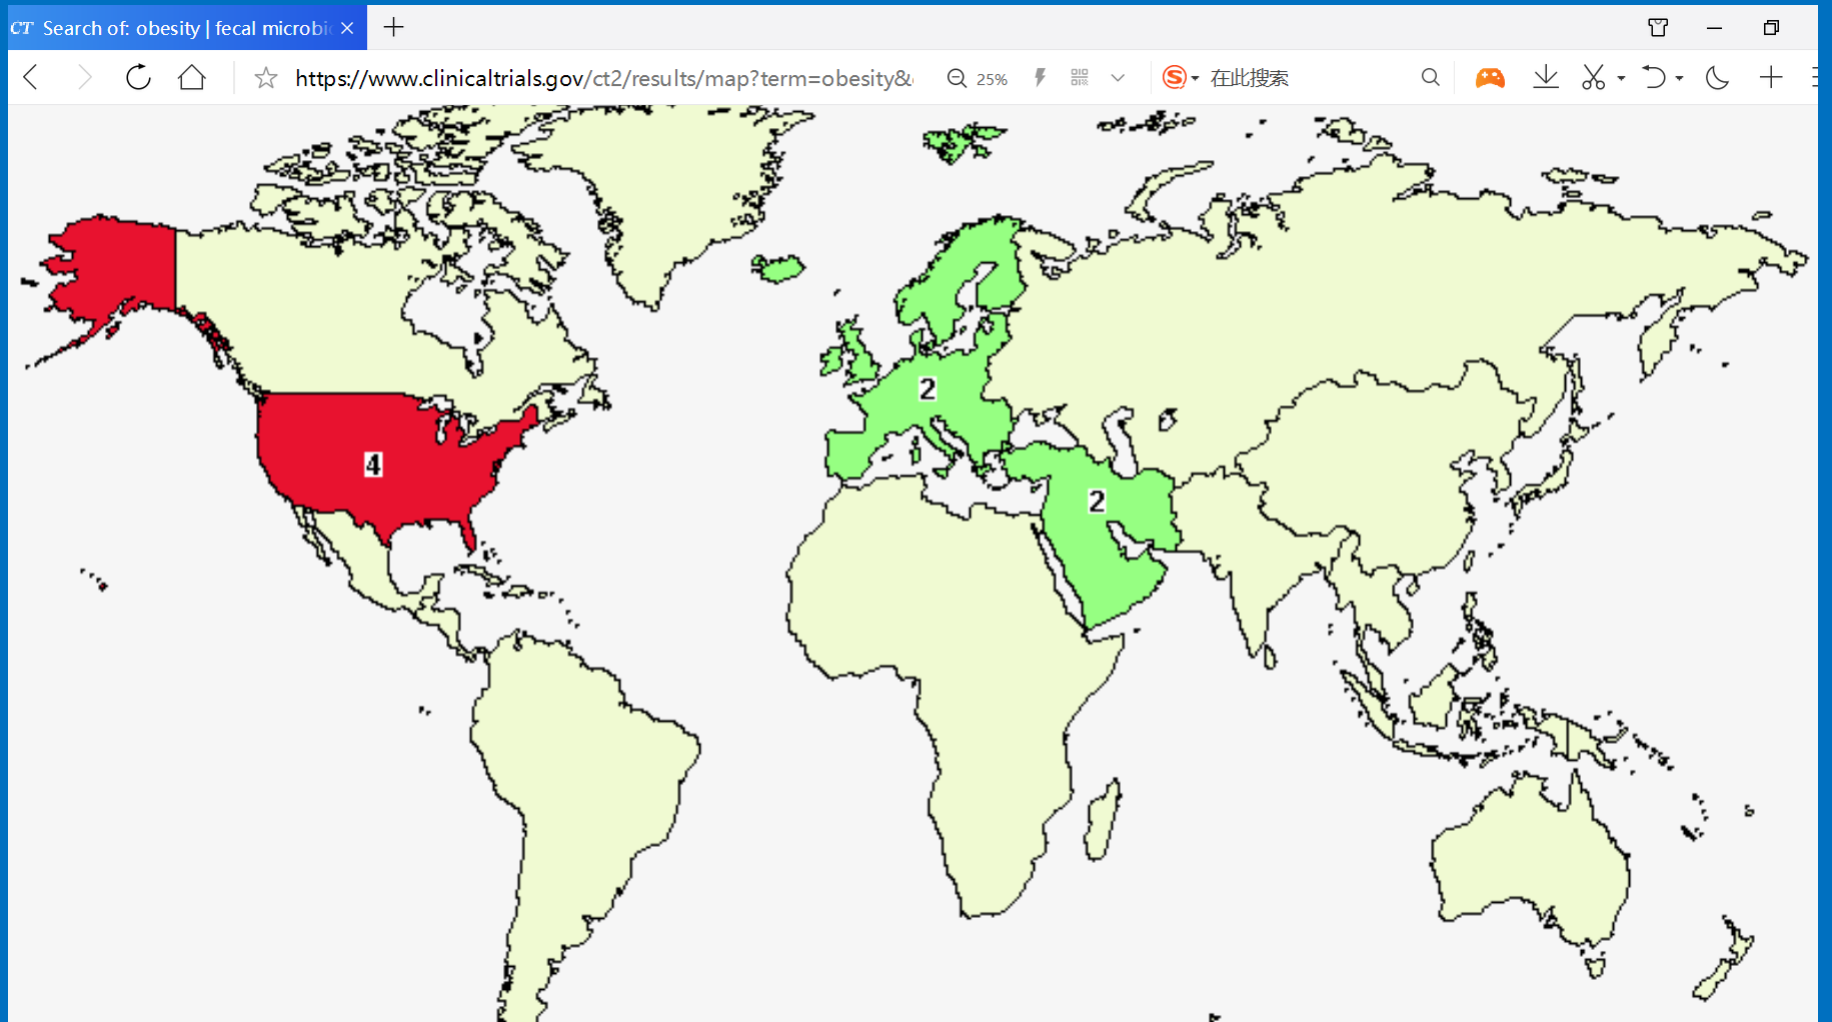 CT Search of: obesity | fecal microbi
https://www.clinicaltrials.gov/ct2/results/map?term=obesity& 25% S 在此搜索
2
4
2